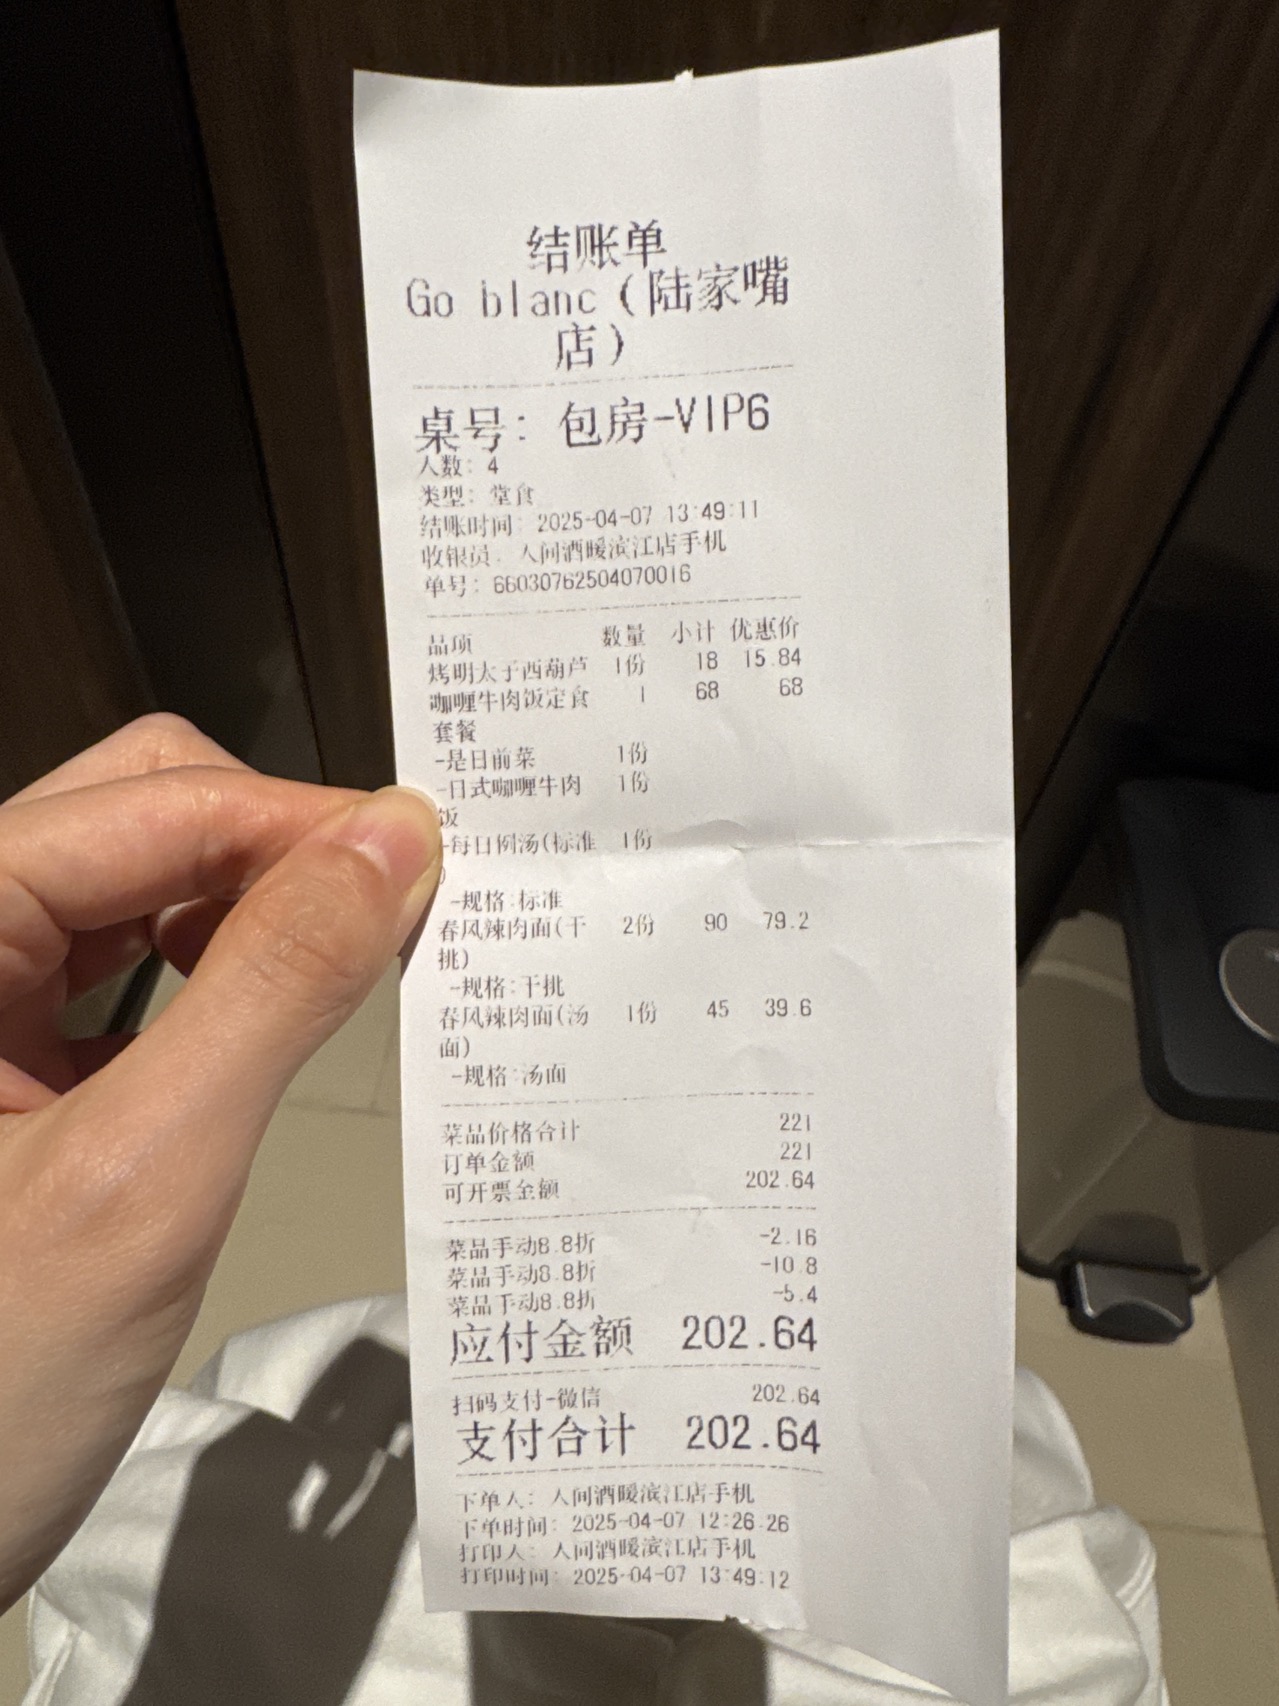 结账单
Go blanc(陆家嘴
店)
桌号: 包房-VIP6
人数: 4
类型: 堂食
结账时间: 2025-04-07 13:49:11
收银员: 人间酒暖滨江店手机
单号: 66030762504070016
品项 数量 小计 优惠价
烤明太子西葫芦 1份 18 15.84
咖喱牛肉饭定食 1 68 68
套餐
-是日前菜 1份
-日式咖喱牛肉 1份
饭
-每日例汤(标准 1份
)
-规格:标准
春风辣肉面(干 2份 90 79.2
挑)
-规格:干挑
春风辣肉面(汤 1份 45 39.6
面)
-规格:汤面
菜品价格合计 221
订单金额 221
可开票金额 202.64
菜品手动8.8折 -2.16
菜品手动8.8折 -10.8
菜品手动8.8折 -5.4
应付金额 202.64
扫码支付-微信 202.64
支付合计 202.64
下单人: 人间酒暖滨江店手机
下单时间: 2025-04-07 12:26:26
打印人: 人间酒暖滨江店手机
打印时间: 2025-04-07 13:49:12